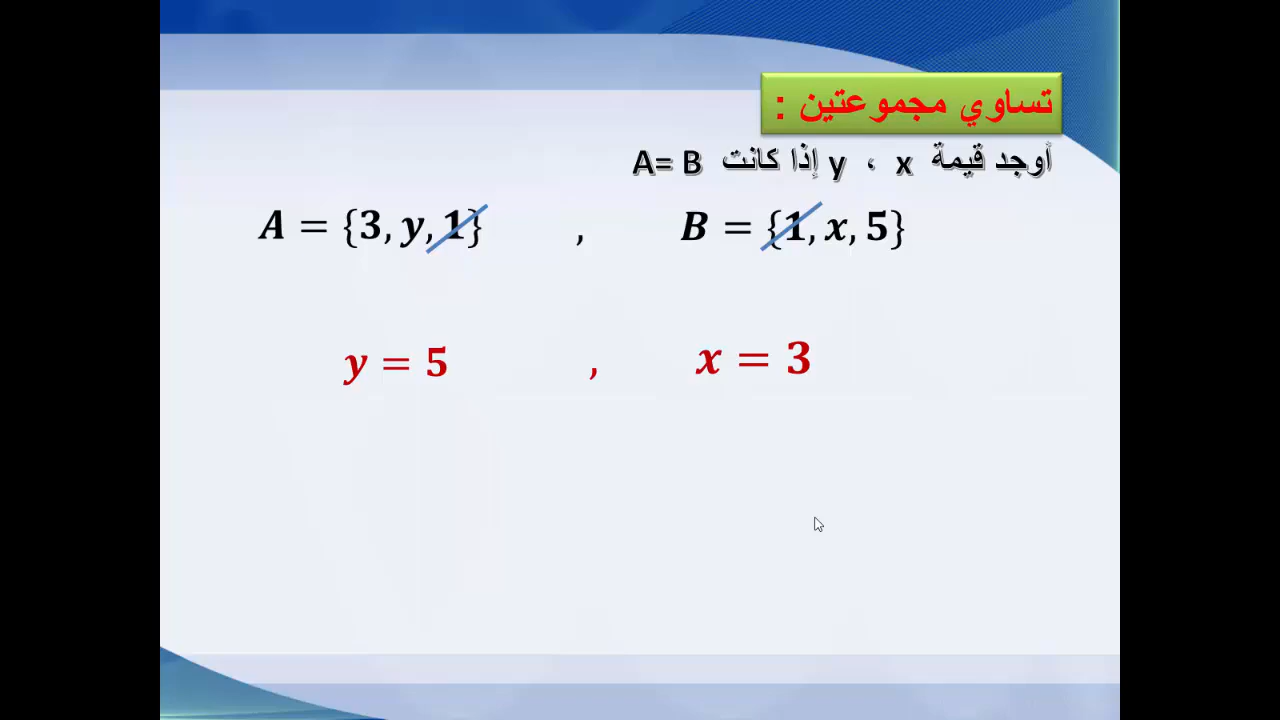 تساوي مجموعتين :
أوجد قيمة x ، y إذا كانت A= B
A = {3, y, 1} , B = {1, x, 5}
y = 5 , x = 3